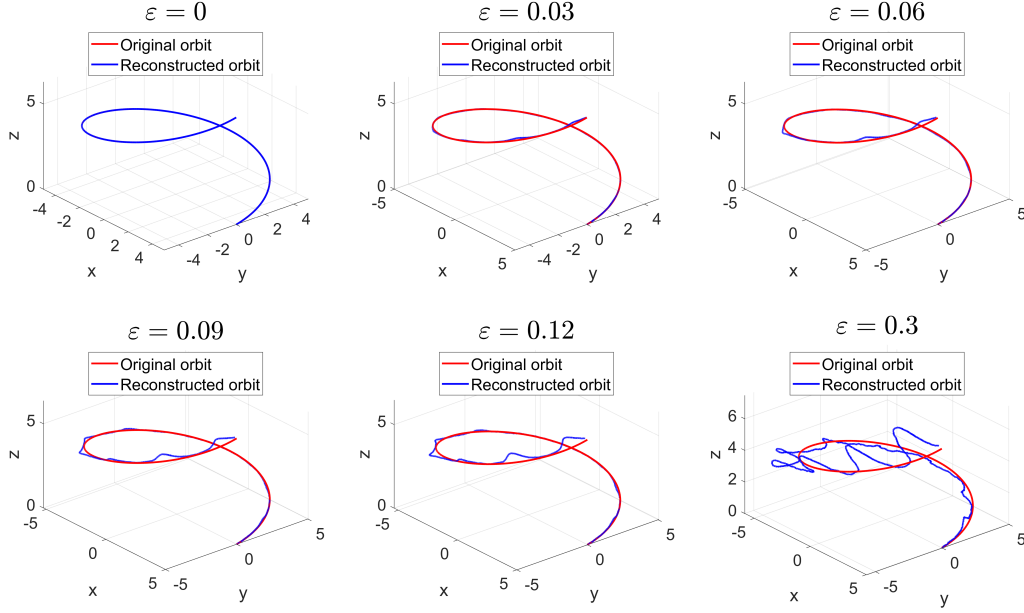 ε = 0
Original orbit
Reconstructed orbit
5
0
z
-4
-2
0
2
4
x
-4
-2
0
2
4
y
ε = 0.03
Original orbit
Reconstructed orbit
5
0
z
-5
0
5
x
-4
-2
0
2
4
y
ε = 0.06
Original orbit
Reconstructed orbit
5
0
z
-5
0
5
x
-5
0
5
y
ε = 0.09
Original orbit
Reconstructed orbit
5
0
z
-5
0
5
x
-5
0
5
y
ε = 0.12
Original orbit
Reconstructed orbit
5
0
z
-5
0
5
x
-5
0
5
y
ε = 0.3
Original orbit
Reconstructed orbit
6
4
2
0
z
-5
0
5
x
-5
0
5
y